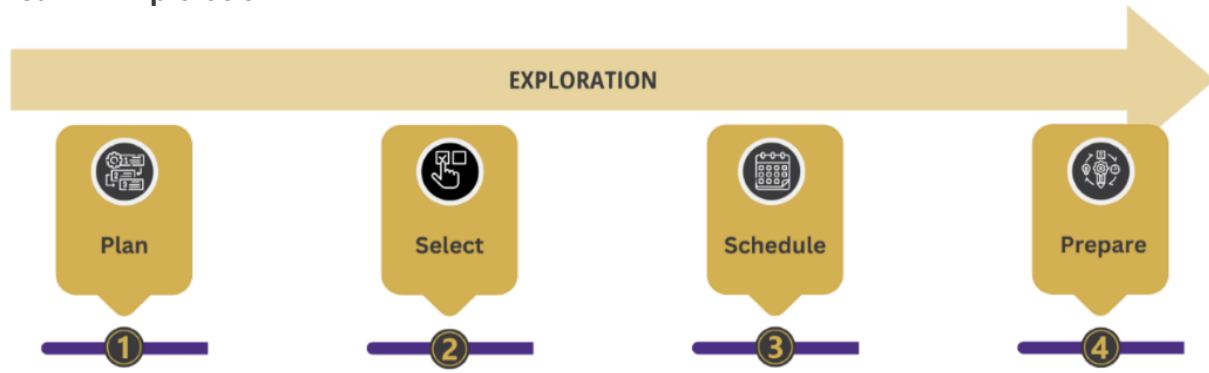 EXPLORATION
Plan
Select
Schedule
Prepare
1
2
3
4